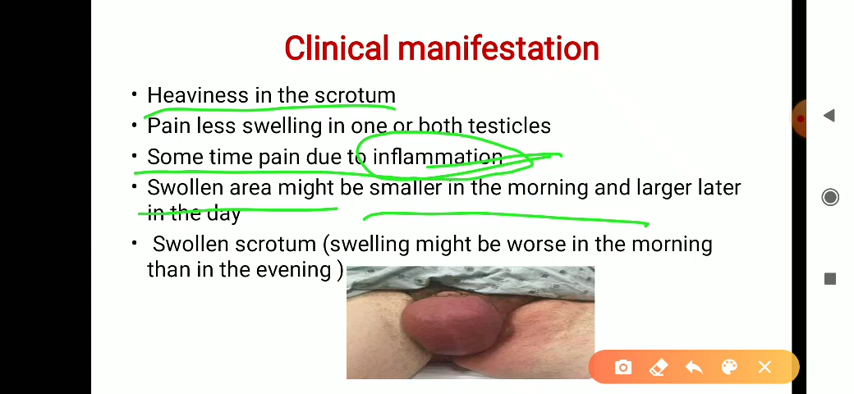 Clinical manifestation
• Heaviness in the scrotum
• Pain less swelling in one or both testicles
• Some time pain due to inflammation
• Swollen area might be smaller in the morning and larger later
in the day
• Swollen scrotum (swelling might be worse in the morning
than in the evening )